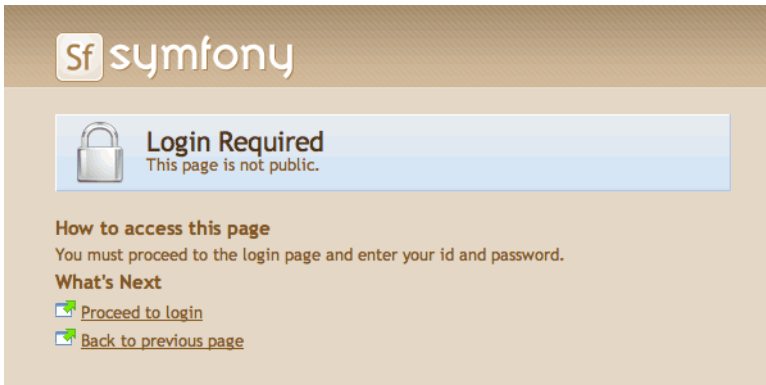 Sf symfony
Login Required
This page is not public.
How to access this page
You must proceed to the login page and enter your id and password.
What's Next
Proceed to login
Back to previous page